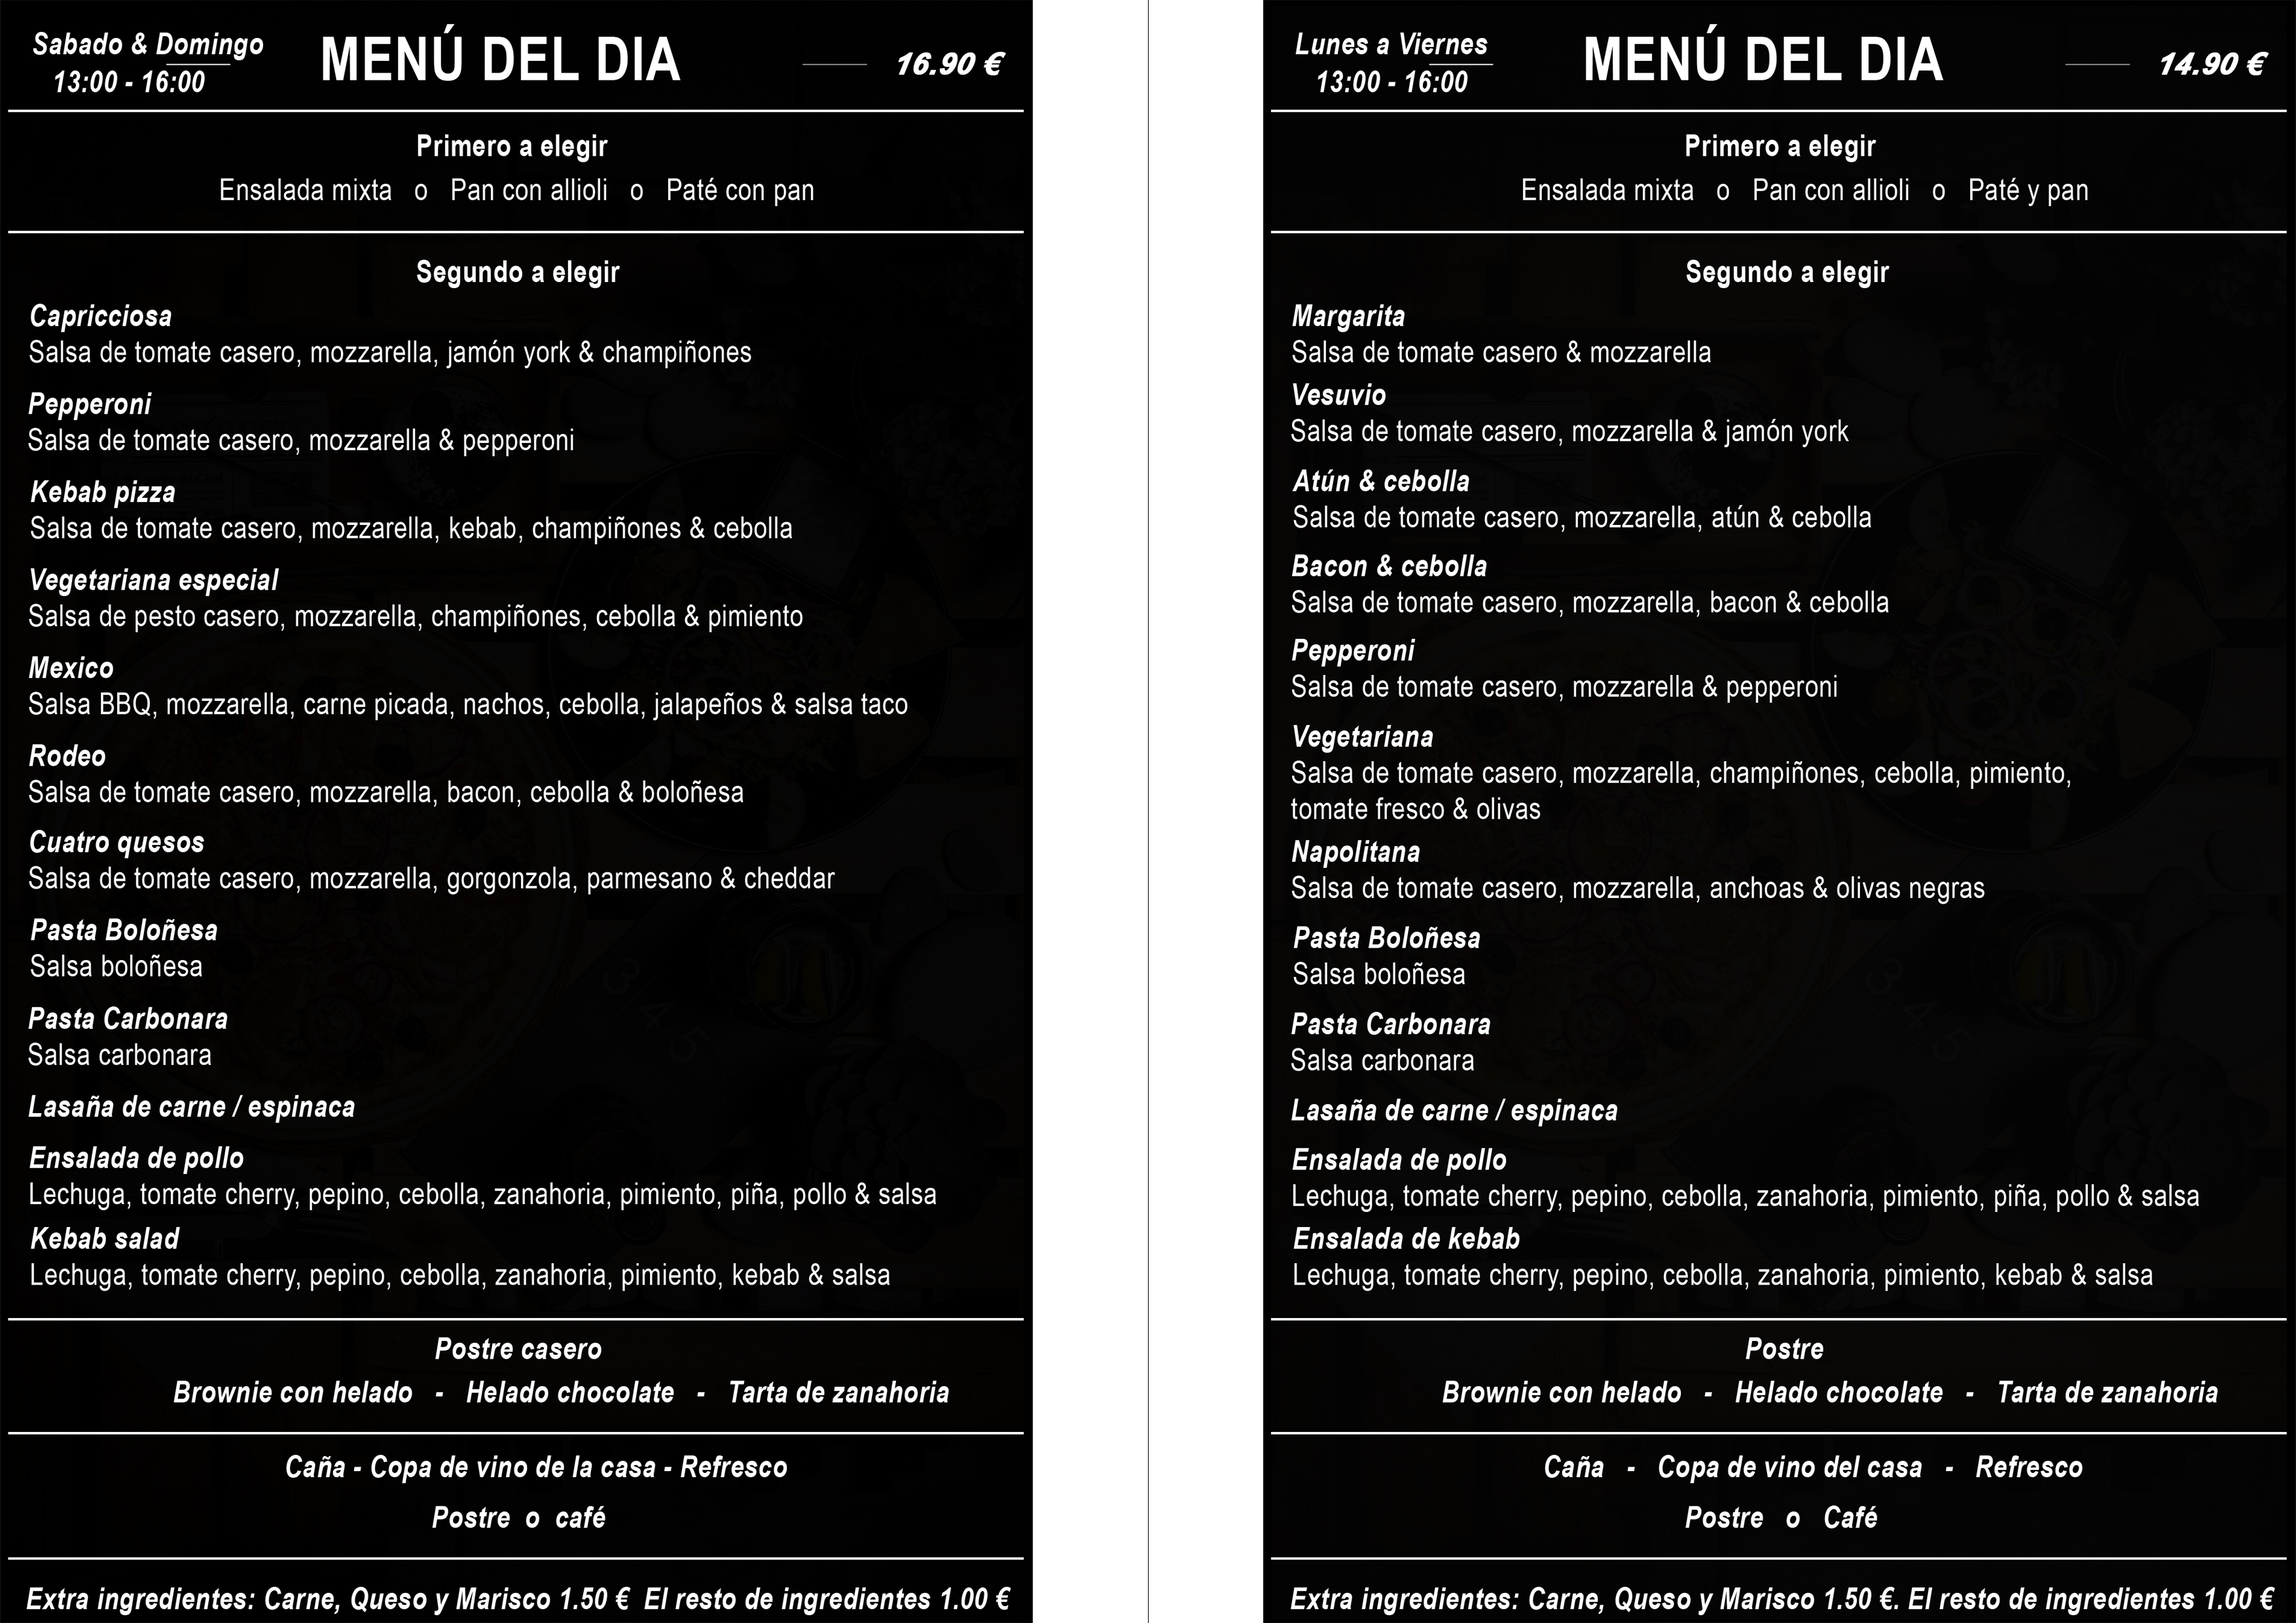 Sabado & Domingo
13:00 - 16:00
MENÚ DEL DIA
16.90 €
Primero a elegir
Ensalada mixta o Pan con allioli o Paté con pan
Segundo a elegir
Capricciosa
Salsa de tomate casero, mozzarella, jamón york & champiñones
Pepperoni
Salsa de tomate casero, mozzarella & pepperoni
Kebab pizza
Salsa de tomate casero, mozzarella, kebab, champiñones & cebolla
Vegetariana especial
Salsa de pesto casero, mozzarella, champiñones, cebolla & pimiento
Mexico
Salsa BBQ, mozzarella, carne picada, nachos, cebolla, jalapeños & salsa taco
Rodeo
Salsa de tomate casero, mozzarella, bacon, cebolla & boloñesa
Cuatro quesos
Salsa de tomate casero, mozzarella, gorgonzola, parmesano & cheddar
Pasta Boloñesa
Salsa boloñesa
Pasta Carbonara
Salsa carbonara
Lasaña de carne / espinaca
Ensalada de pollo
Lechuga, tomate cherry, pepino, cebolla, zanahoria, pimiento, piña, pollo & salsa
Kebab salad
Lechuga, tomate cherry, pepino, cebolla, zanahoria, pimiento, kebab & salsa
Postre casero
Brownie con helado - Helado chocolate - Tarta de zanahoria
Caña - Copa de vino de la casa - Refresco
Postre o café
Extra ingredientes: Carne, Queso y Marisco 1.50 € El resto de ingredientes 1.00 €
Lunes a Viernes
13:00 - 16:00
MENÚ DEL DIA
14.90 €
Primero a elegir
Ensalada mixta o Pan con allioli o Paté y pan
Segundo a elegir
Margarita
Salsa de tomate casero & mozzarella
Vesuvio
Salsa de tomate casero, mozzarella & jamón york
Atún & cebolla
Salsa de tomate casero, mozzarella, atún & cebolla
Bacon & cebolla
Salsa de tomate casero, mozzarella, bacon & cebolla
Pepperoni
Salsa de tomate casero, mozzarella & pepperoni
Vegetariana
Salsa de tomate casero, mozzarella, champiñones, cebolla, pimiento,
tomate fresco & olivas
Napolitana
Salsa de tomate casero, mozzarella, anchoas & olivas negras
Pasta Boloñesa
Salsa boloñesa
Pasta Carbonara
Salsa carbonara
Lasaña de carne / espinaca
Ensalada de pollo
Lechuga, tomate cherry, pepino, cebolla, zanahoria, pimiento, piña, pollo & salsa
Ensalada de kebab
Lechuga, tomate cherry, pepino, cebolla, zanahoria, pimiento, kebab & salsa
Postre
Brownie con helado - Helado chocolate - Tarta de zanahoria
Caña - Copa de vino del casa - Refresco
Postre o Café
Extra ingredientes: Carne, Queso y Marisco 1.50 €. El resto de ingredientes 1.00 €